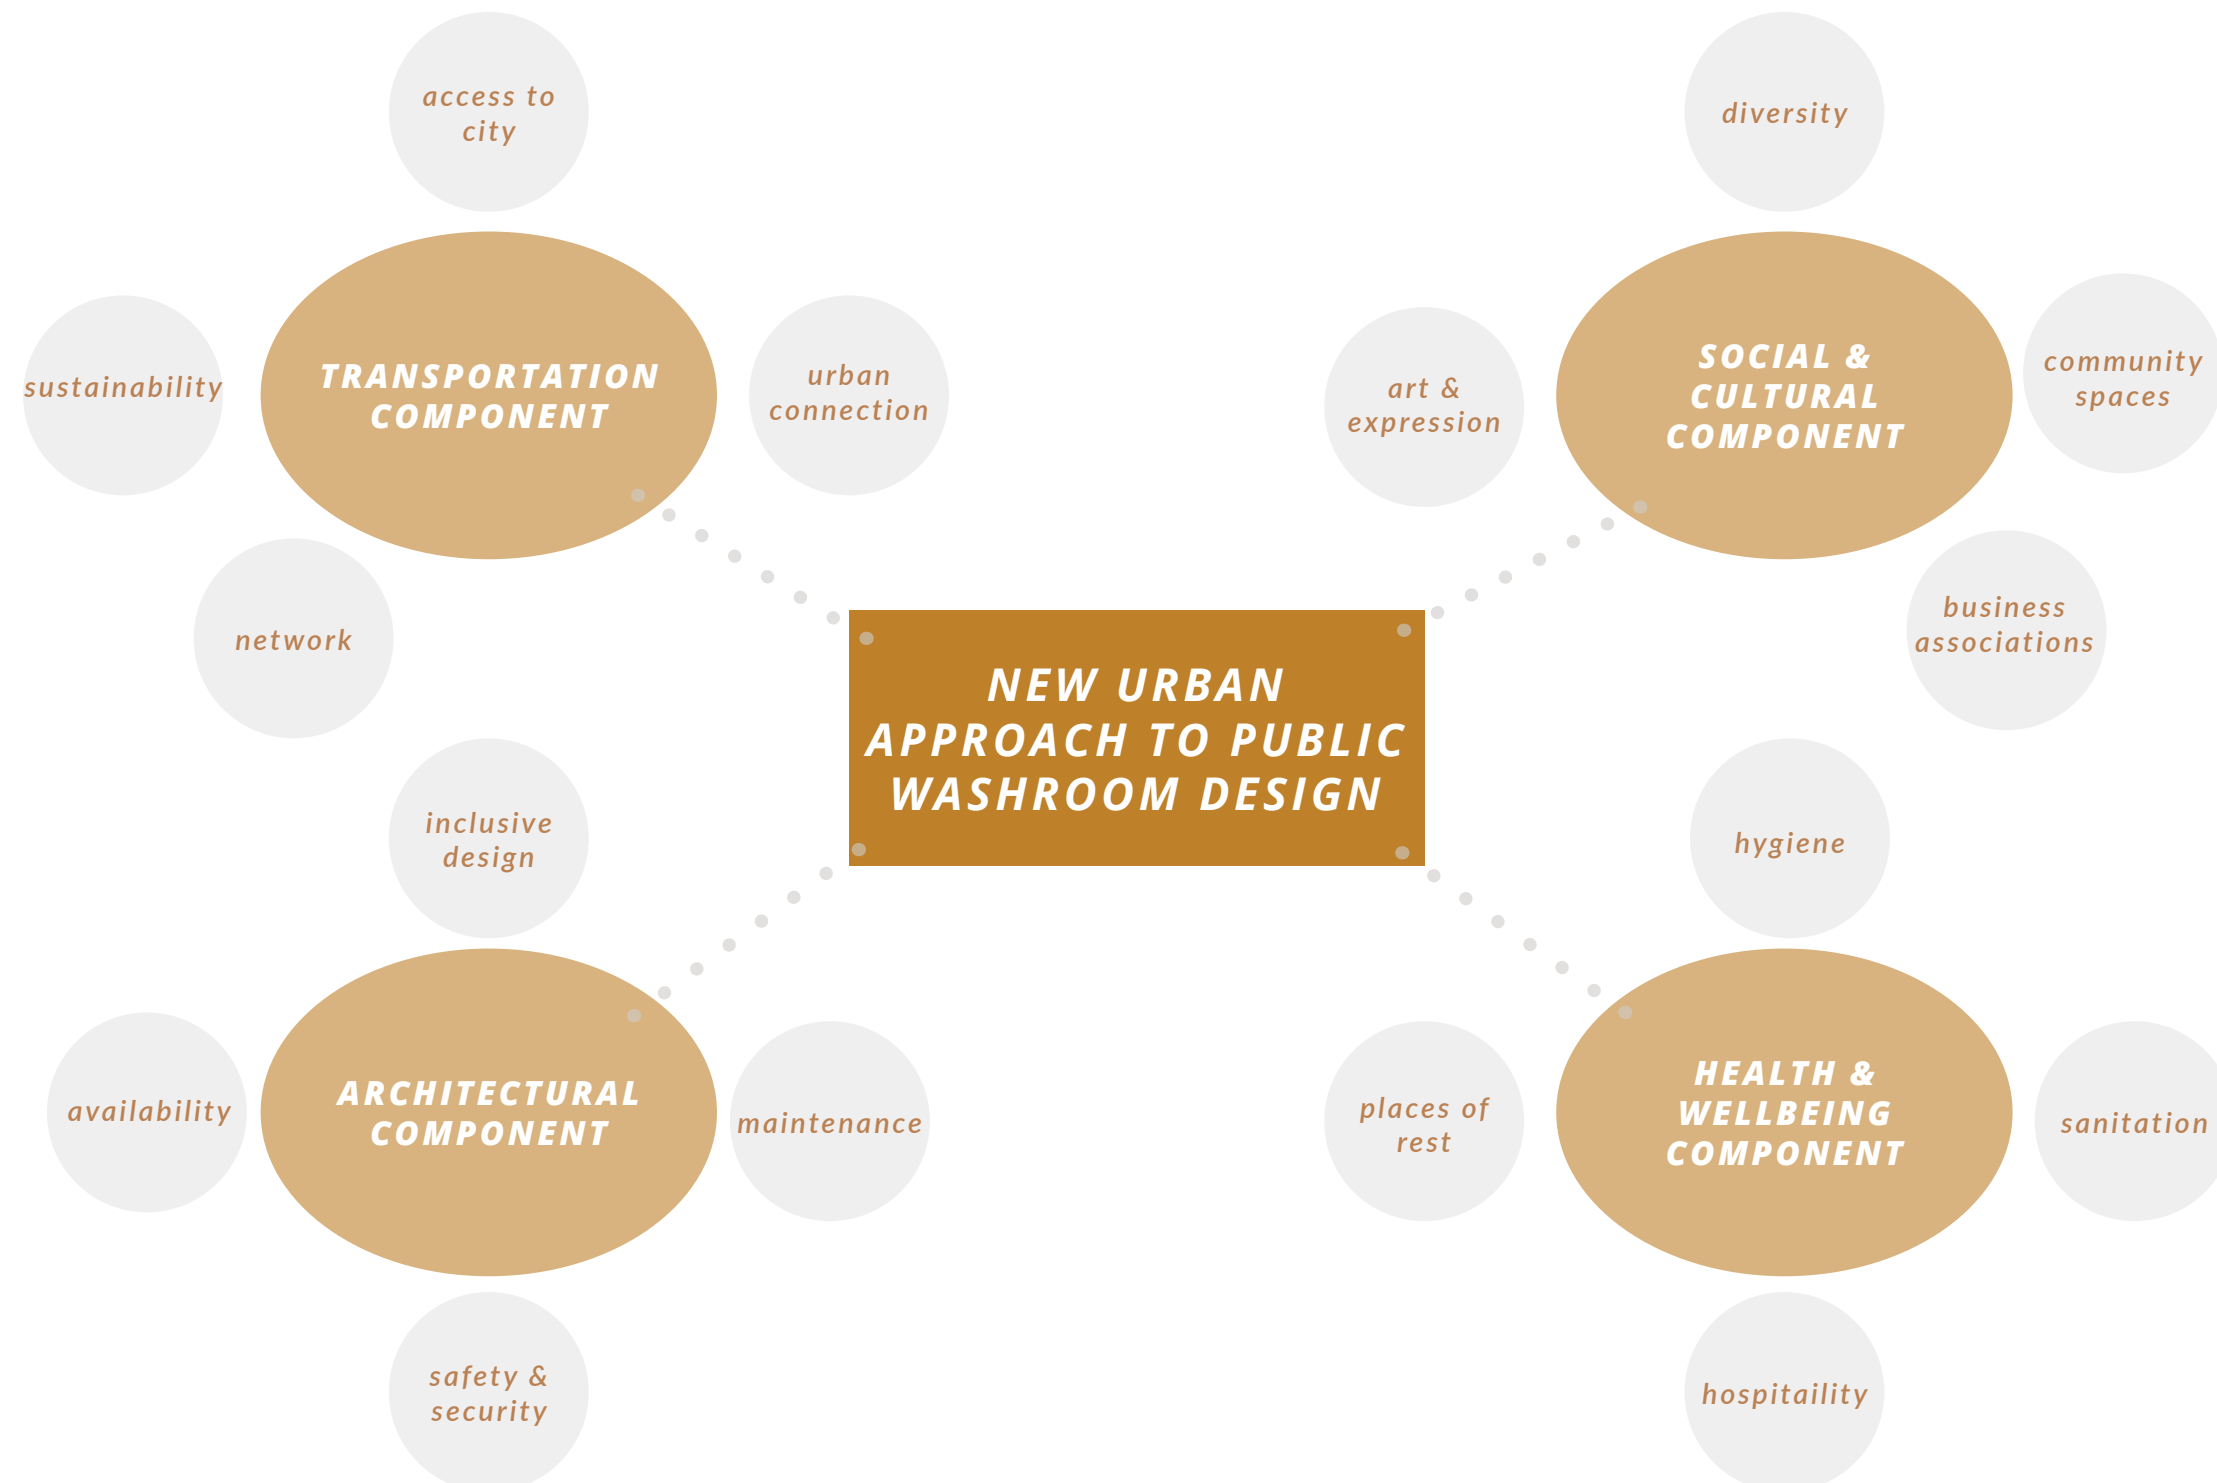 access to
city
sustainability
TRANSPORTATION
COMPONENT
urban
connection
network
diversity
art &
expression
SOCIAL &
CULTURAL
COMPONENT
community
spaces
business
associations
NEW URBAN
APPROACH TO PUBLIC
WASHROOM DESIGN
inclusive
design
availability
ARCHITECTURAL
COMPONENT
maintenance
safety &
security
hygiene
places of
rest
HEALTH &
WELLBEING
COMPONENT
sanitation
hospitaility